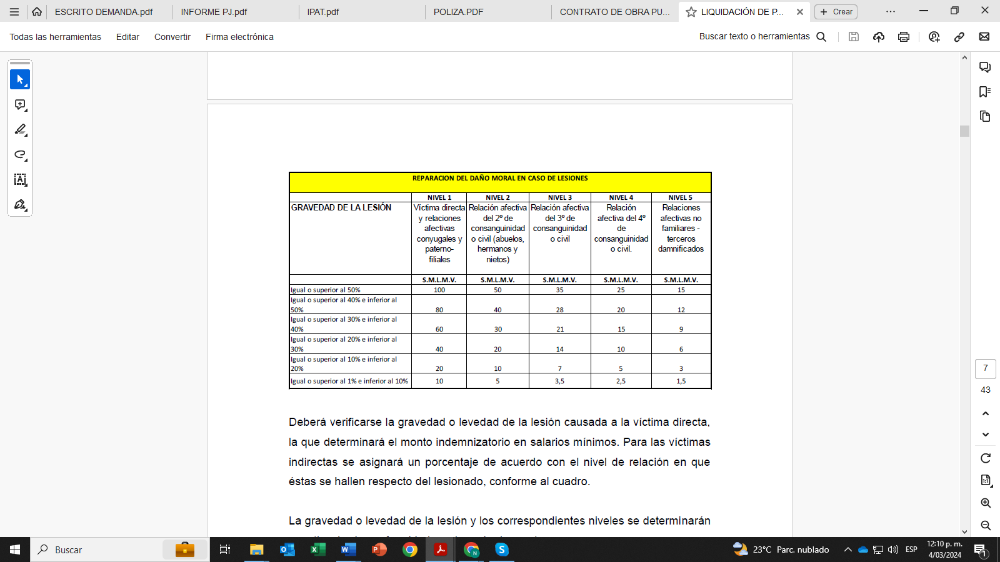 ESCRITO DEMANDA.pdf INFORME PJ.pdf IPAT.pdf POLIZA.PDF CONTRATO DE OBRA PU... LIQUIDACIÓN DE P... Crear
Todas las herramientas Editar Convertir Firma electrónica Buscar texto o herramientas
REPARACION DEL DAÑO MORAL EN CASO DE LESIONES
NIVEL 1 NIVEL 2 NIVEL 3 NIVEL 4 NIVEL 5
GRAVEDAD DE LA LESIÓN Víctima directa Relación afectiva Relación afectiva Relación Relaciones
y relaciones del 2º de del 3º de afectiva del 4º afectivas no
afectivas consanguinidad consanguinidad de familiares -
conyugales y o civil (abuelos, o civil consanguinidad terceros
paterno- hermanos y o civil. damnificados
filiales nietos)
S.M.L.M.V. S.M.L.M.V. S.M.L.M.V. S.M.L.M.V. S.M.L.M.V.
Igual o superior al 50% 100 50 35 25 15
Igual o superior al 40% e inferior al
50% 80 40 28 20 12
Igual o superior al 30% e inferior al
40% 60 30 21 15 9
Igual o superior al 20% e inferior al
30% 40 20 14 10 6
Igual o superior al 10% e inferior al
20% 20 10 7 5 3
Igual o superior al 1% e inferior al 10% 10 5 3,5 2,5 1,5
Deberá verificarse la gravedad o levedad de la lesión causada a la víctima directa,
la que determinará el monto indemnizatorio en salarios mínimos. Para las víctimas
indirectas se asignará un porcentaje de acuerdo con el nivel de relación en que
éstas se hallen respecto del lesionado, conforme al cuadro.
La gravedad o levedad de la lesión y los correspondientes niveles se determinarán
7
43
1:1
Buscar
23°C Parc. nublado
ESP
12:10 p. m.
4/03/2024
1